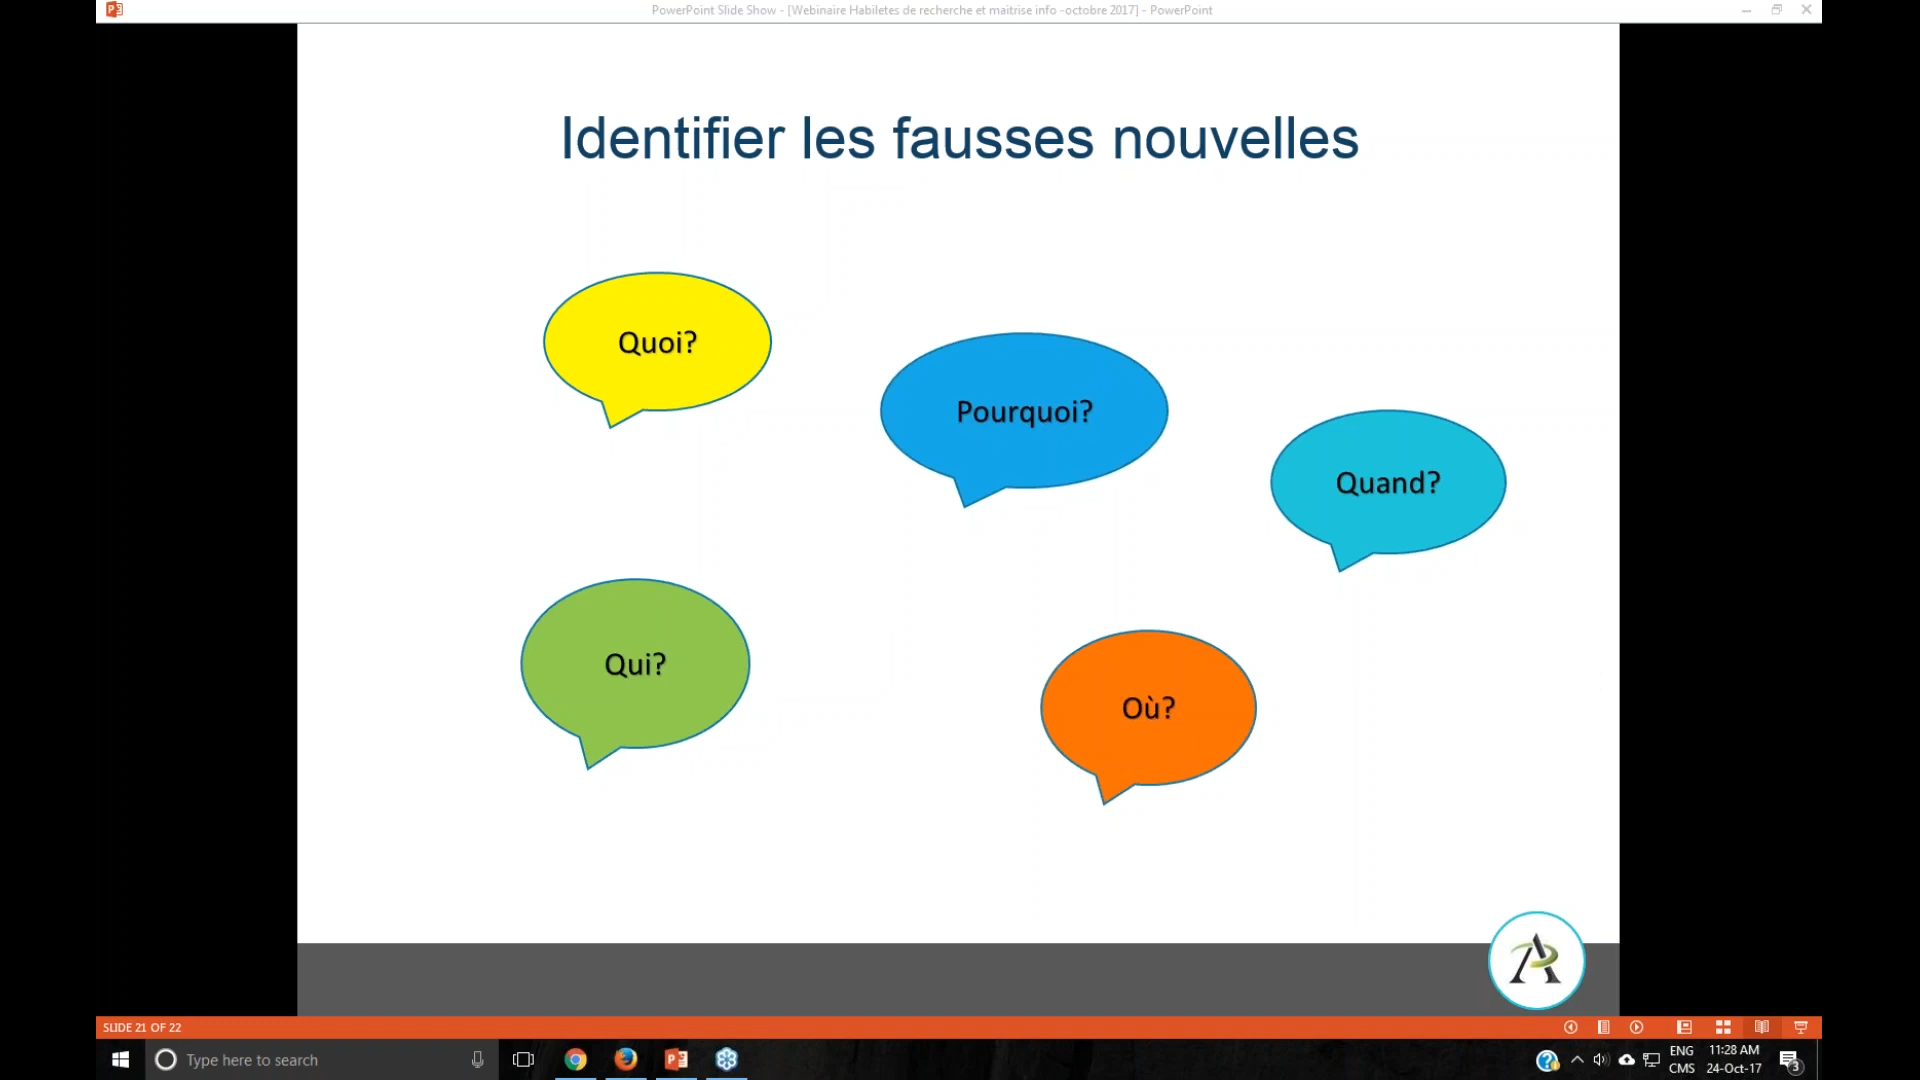 PowerPoint Slide Show - [Webinaire Habiletes de recherche et maitrise info -octobre 2017] - PowerPoint
Identifier les fausses nouvelles
Quoi?
Pourquoi?
Quand?
Qui?
Où?
SLIDE 21 OF 22
Type here to search
ENG
CMS
11:28 AM
24-Oct-17
3